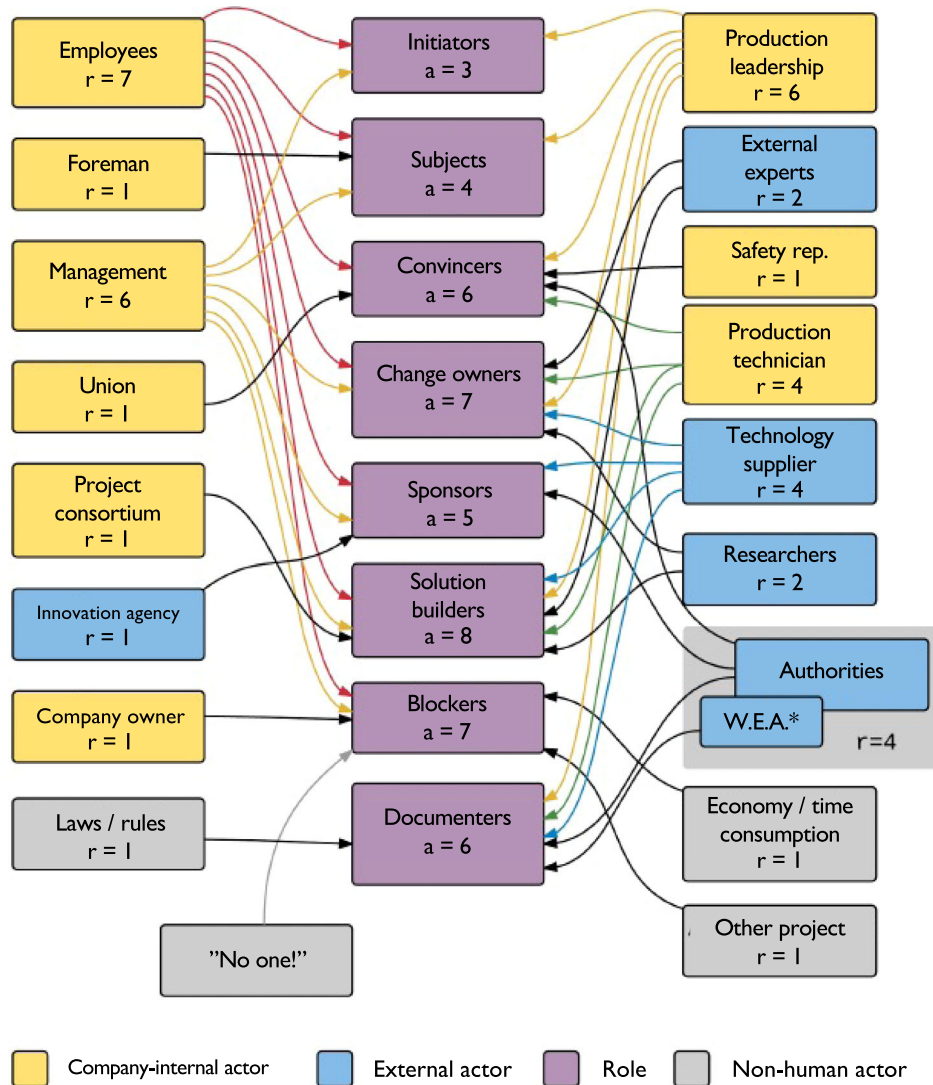 Employees
r = 7
Foreman
r = 1
Management
r = 6
Union
r = 1
Project
consortium
r = 1
Innovation agency
r = 1
Company owner
r = 1
Laws / rules
r = 1
”No one!”
Initiators
a = 3
Subjects
a = 4
Convincers
a = 6
Change owners
a = 7
Sponsors
a = 5
Solution
builders
a = 8
Blockers
a = 7
Documenters
a = 6
Production
leadership
r = 6
External
experts
r = 2
Safety rep.
r = 1
Production
technician
r = 4
Technology
supplier
r = 4
Researchers
r = 2
Authorities
W.E.A.*
r=4
Economy / time
consumption
r = 1
Other project
r = 1
Company-internal actor
External actor
Role
Non-human actor